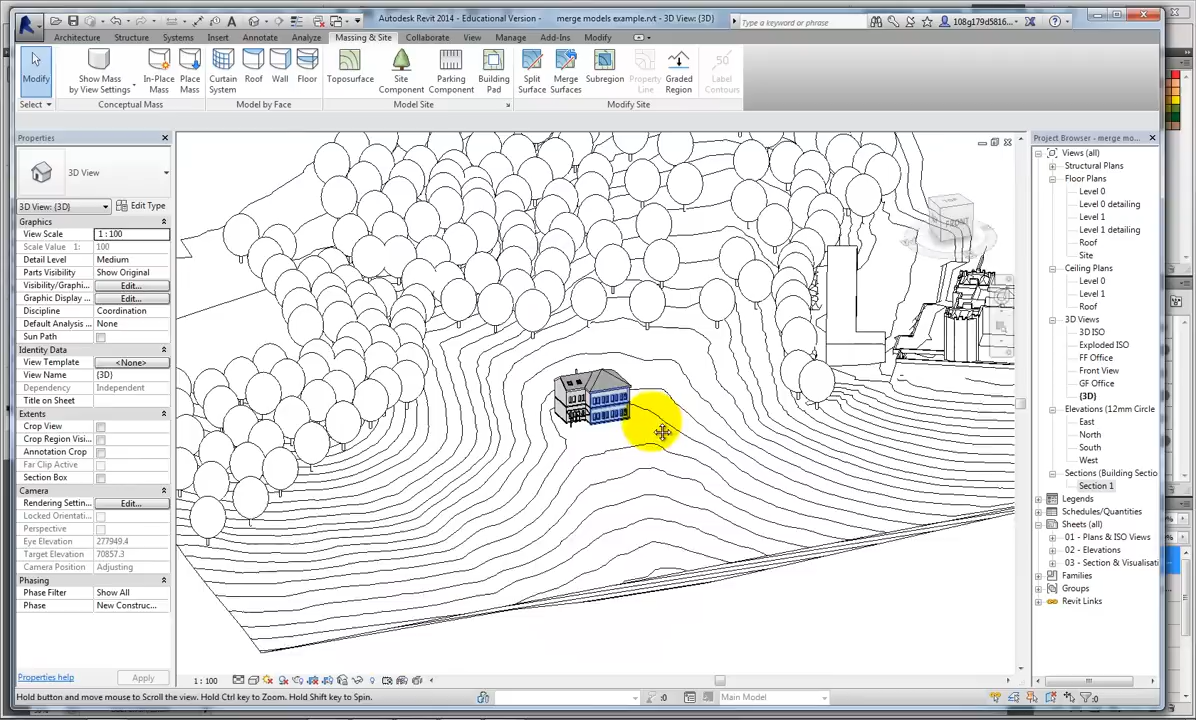 Autodesk Revit 2014 - Educational Version - merge models example.rvt - 3D View: {3D}
Type a keyword or phrase
108g179d5816...
Architecture Structure Systems Insert Annotate Analyze Massing & Site Collaborate View Manage Add-Ins Modify
Modify
Show Mass
by View Settings
In-Place
Mass
Place
Mass
Curtain
System
Roof
Wall
Floor
Toposurface
Site
Component
Parking
Component
Building
Pad
Split
Surface
Merge
Surfaces
Subregion
Property
Line
Graded
Region
50
Label
Contours
Select
Conceptual Mass
Model by Face
Model Site
Modify Site
Properties
3D View
3D View: {3D}
Edit Type
Graphics
View Scale 1 : 100
Scale Value 1: 100
Detail Level Medium
Parts Visibility Show Original
Visibility/Graphi... Edit...
Graphic Display ... Edit...
Discipline Coordination
Default Analysis ... None
Sun Path
Identity Data
View Template <None>
View Name {3D}
Dependency Independent
Title on Sheet
Extents
Crop View
Crop Region Visi...
Annotation Crop
Far Clip Active
Section Box
Camera
Rendering Settin... Edit...
Locked Orientati...
Perspective
Eye Elevation 277949.4
Target Elevation 70857.3
Camera Position Adjusting
Phasing
Phase Filter Show All
Phase New Construc...
Properties help
Apply
TOP
FRONT
Project Browser - merge mo...
Views (all)
Structural Plans
Floor Plans
Level 0
Level 0 detailing
Level 1
Level 1 detailing
Roof
Site
Ceiling Plans
Level 0
Level 1
Roof
3D Views
3D ISO
Exploded ISO
FF Office
Front View
GF Office
{3D}
Elevations (12mm Circle
East
North
South
West
Sections (Building Sectio
Section 1
Legends
Schedules/Quantities
Sheets (all)
01 - Plans & ISO Views
02 - Elevations
03 - Section & Visualisati
Families
Groups
Revit Links
1 : 100
Hold button and move mouse to Scroll the view. Hold Ctrl key to Zoom. Hold Shift key to Spin.
:0
Main Model
:0